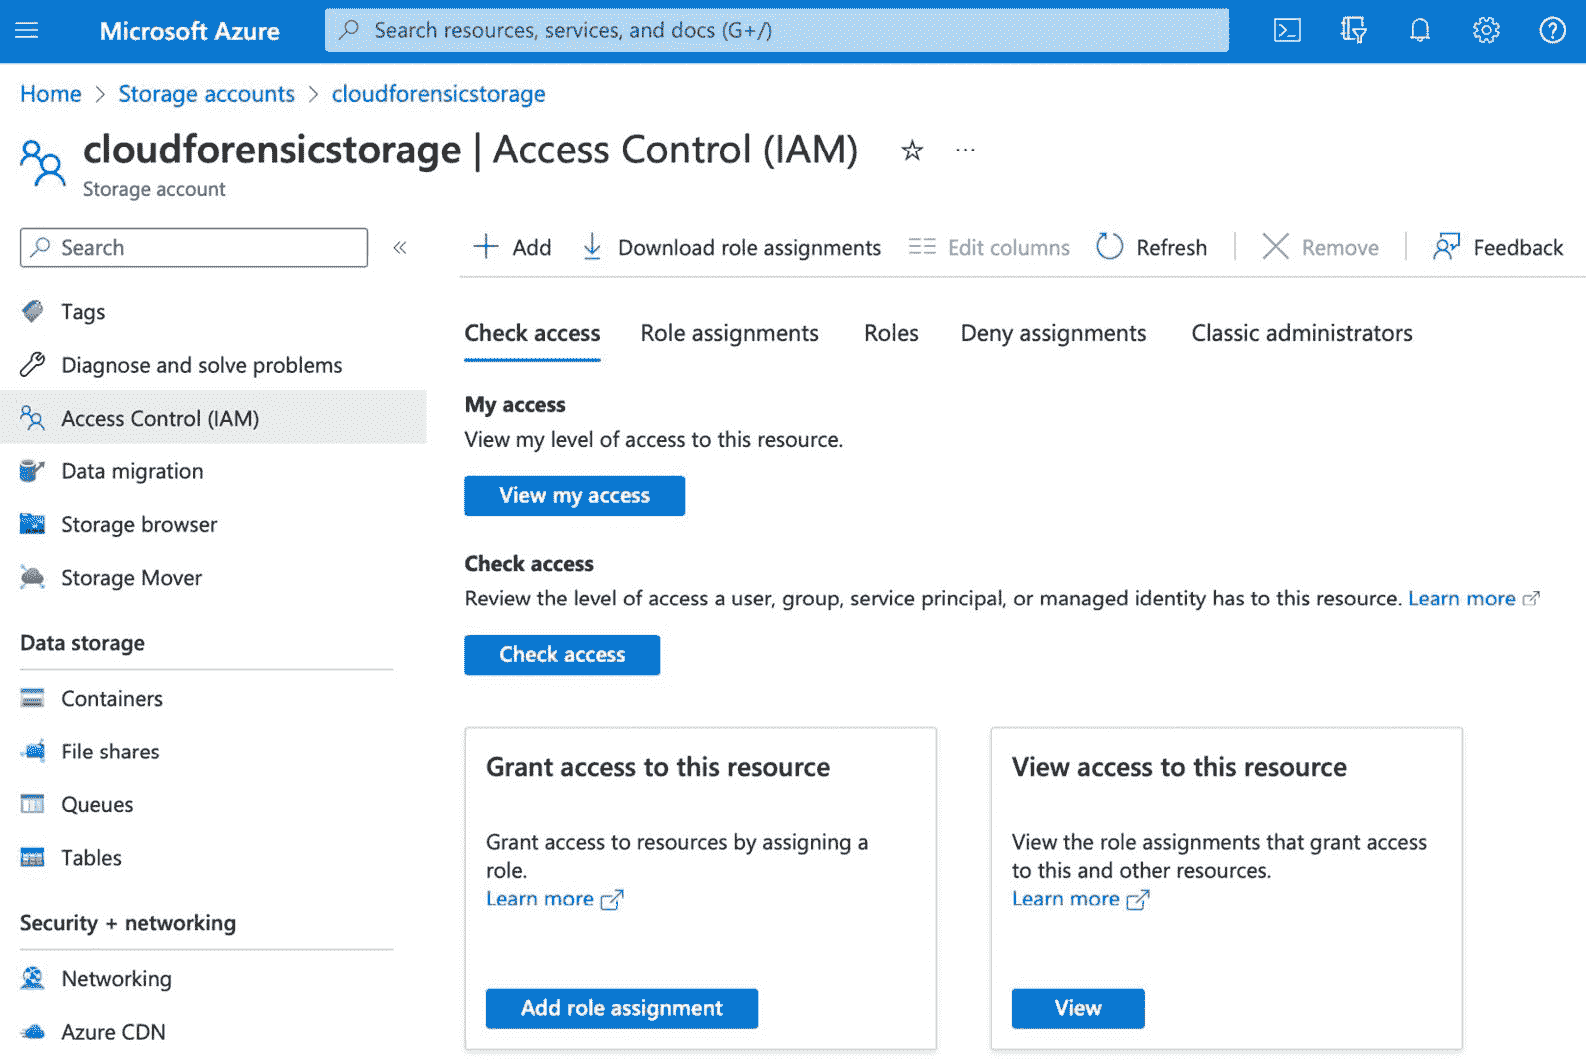 Microsoft Azure
Search resources, services, and docs (G+/)
Home > Storage accounts > cloudforensicstorage
cloudforensicstorage | Access Control (IAM) ☆ ...
Storage account
Search «
Add Download role assignments Edit columns Refresh Remove Feedback
Tags
Diagnose and solve problems
Access Control (IAM)
Data migration
Storage browser
Storage Mover
Data storage
Containers
File shares
Queues
Tables
Security + networking
Networking
Azure CDN
Check access Role assignments Roles Deny assignments Classic administrators
My access
View my level of access to this resource.
View my access
Check access
Review the level of access a user, group, service principal, or managed identity has to this resource. Learn more
Check access
Grant access to this resource
Grant access to resources by assigning a
role.
Learn more
Add role assignment
View access to this resource
View the role assignments that grant access
to this and other resources.
Learn more
View